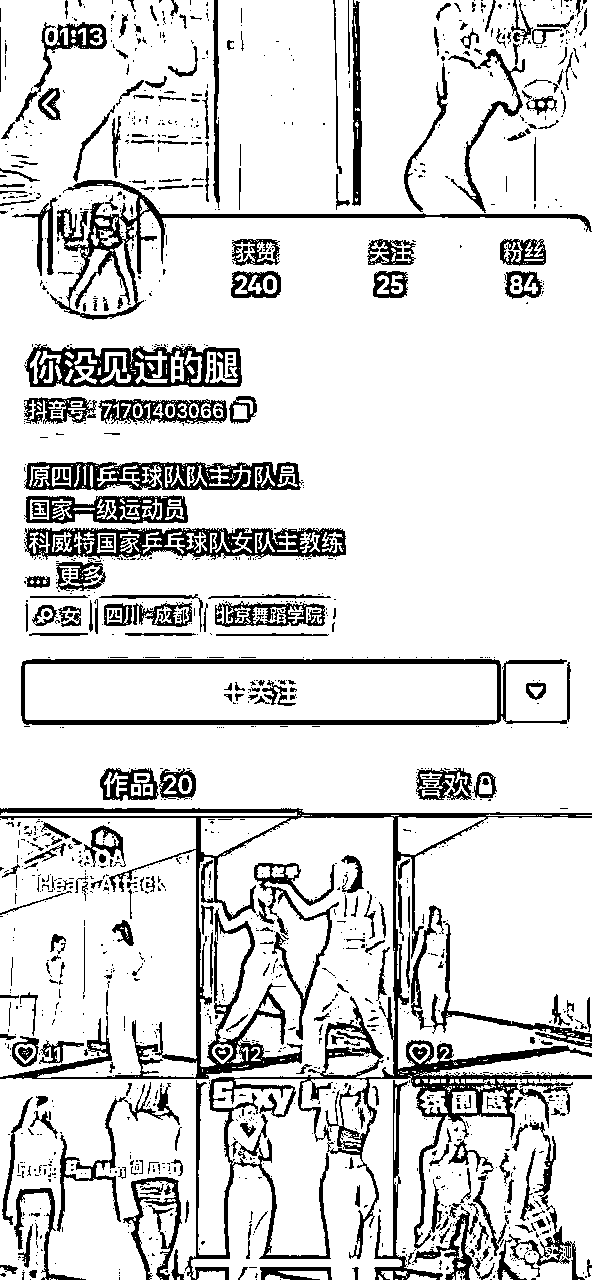 01:13
4G
获赞
关注
粉丝
240
25
84
你没见过的腿
抖音号: 71701403066
原四川乒乓球队队主力队员
国家一级运动员
科威特国家乒乓球队女队主教练
... 更多
女
四川·成都
北京舞蹈学院
+关注
作品 20
喜欢
AOA
Heart Attack
11
12
2
Sexy
氛围感